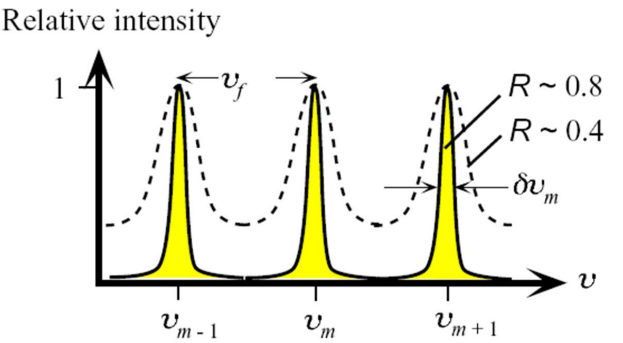 Relative intensity
1
υf
R ~ 0.8
R ~ 0.4
δυm
υ
υm - 1
υm
υm + 1